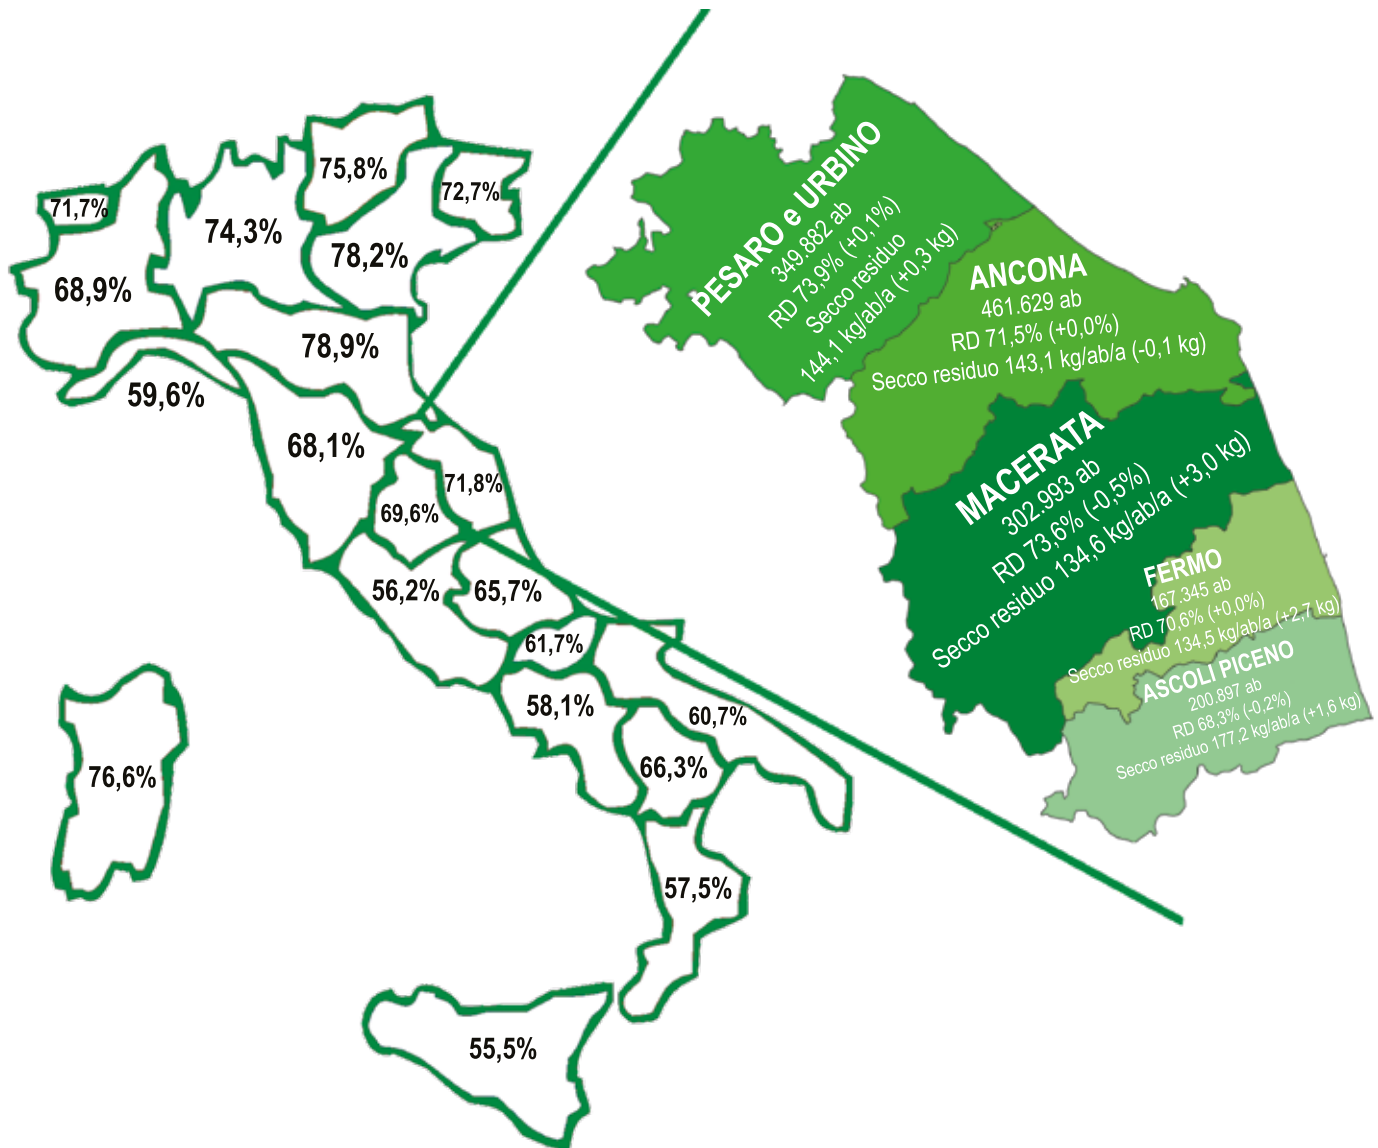 75,8%
72,7%
71,7%
74,3%
78,2%
68,9%
78,9%
59,6%
68,1%
71,8%
69,6%
56,2%
65,7%
61,7%
58,1%
60,7%
66,3%
76,6%
57,5%
55,5%
PESARO e URBINO
349.882 ab
RD 73,9% (+0,1%)
Secco residuo
144,1 kg/ab/a (+0,3 kg)
ANCONA
461.629 ab
RD 71,5% (+0,0%)
Secco residuo 143,1 kg/ab/a (-0,1 kg)
MACERATA
302.993 ab
RD 73,6% (-0,5%)
Secco residuo 134,6 kg/ab/a (+3,0 kg)
FERMO
167.345 ab
RD 70,6% (+0,0%)
Secco residuo 134,5 kg/ab/a (+2,7 kg)
ASCOLI PICENO
200.897 ab
RD 68,3% (-0,2%)
Secco residuo 177,2 kg/ab/a (+1,6 kg)